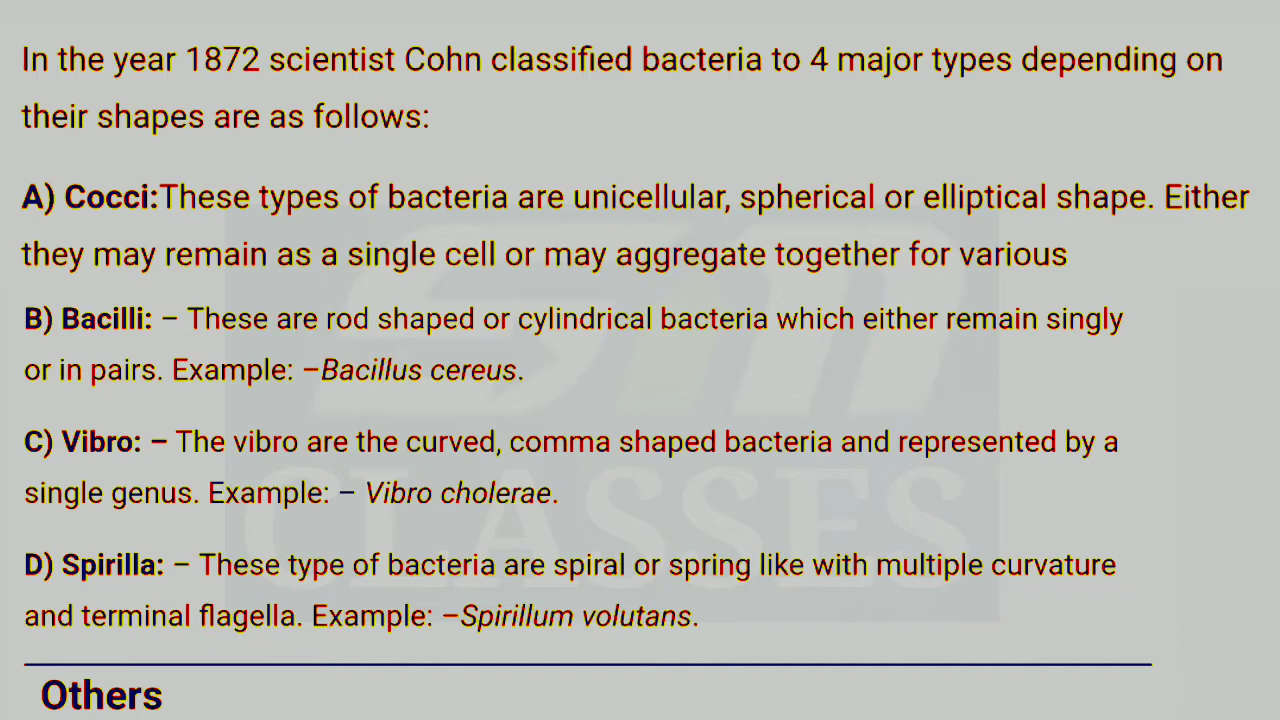 In the year 1872 scientist Cohn classified bacteria to 4 major types depending on
their shapes are as follows:
A) Cocci:These types of bacteria are unicellular, spherical or elliptical shape. Either
they may remain as a single cell or may aggregate together for various
B) Bacilli: – These are rod shaped or cylindrical bacteria which either remain singly
or in pairs. Example: –Bacillus cereus.
C) Vibro: – The vibro are the curved, comma shaped bacteria and represented by a
single genus. Example: – Vibro cholerae.
D) Spirilla: – These type of bacteria are spiral or spring like with multiple curvature
and terminal flagella. Example: –Spirillum volutans.
Others
SM
CLASSES